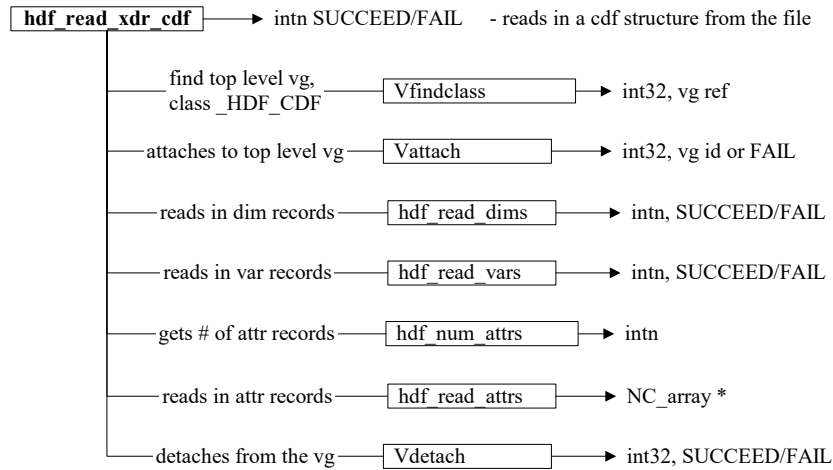 hdf_read_xdr_cdf intn SUCCEED/FAIL - reads in a cdf structure from the file
find top level vg,
class _HDF_CDF Vfindclass int32, vg ref
attaches to top level vg Vattach int32, vg id or FAIL
reads in dim records hdf_read_dims intn, SUCCEED/FAIL
reads in var records hdf_read_vars intn, SUCCEED/FAIL
gets # of attr records hdf_num_attrs intn
reads in attr records hdf_read_attrs NC_array *
detaches from the vg Vdetach int32, SUCCEED/FAIL